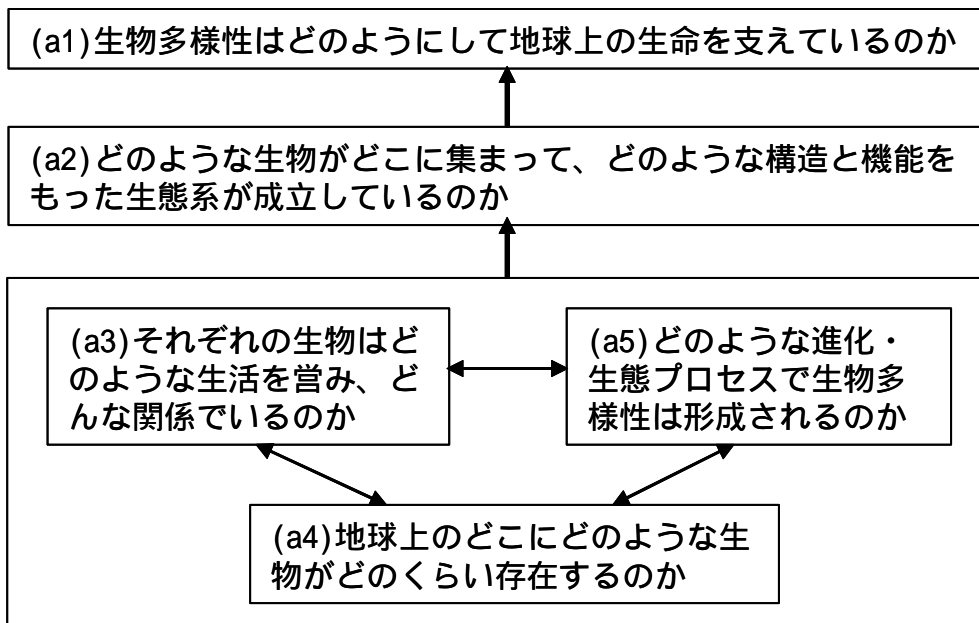 (a1)生物多様性はどのようにして地球上の生命を支えているのか
(a2)どのような生物がどこに集まって、どのような構造と機能を
もった生態系が成立しているのか
(a3)それぞれの生物はど
のような生活を営み、ど
んな関係でいるのか
(a5)どのような進化・
生態プロセスで生物多
様性は形成されるのか
(a4)地球上のどこにどのような生
物がどのくらい存在するのか